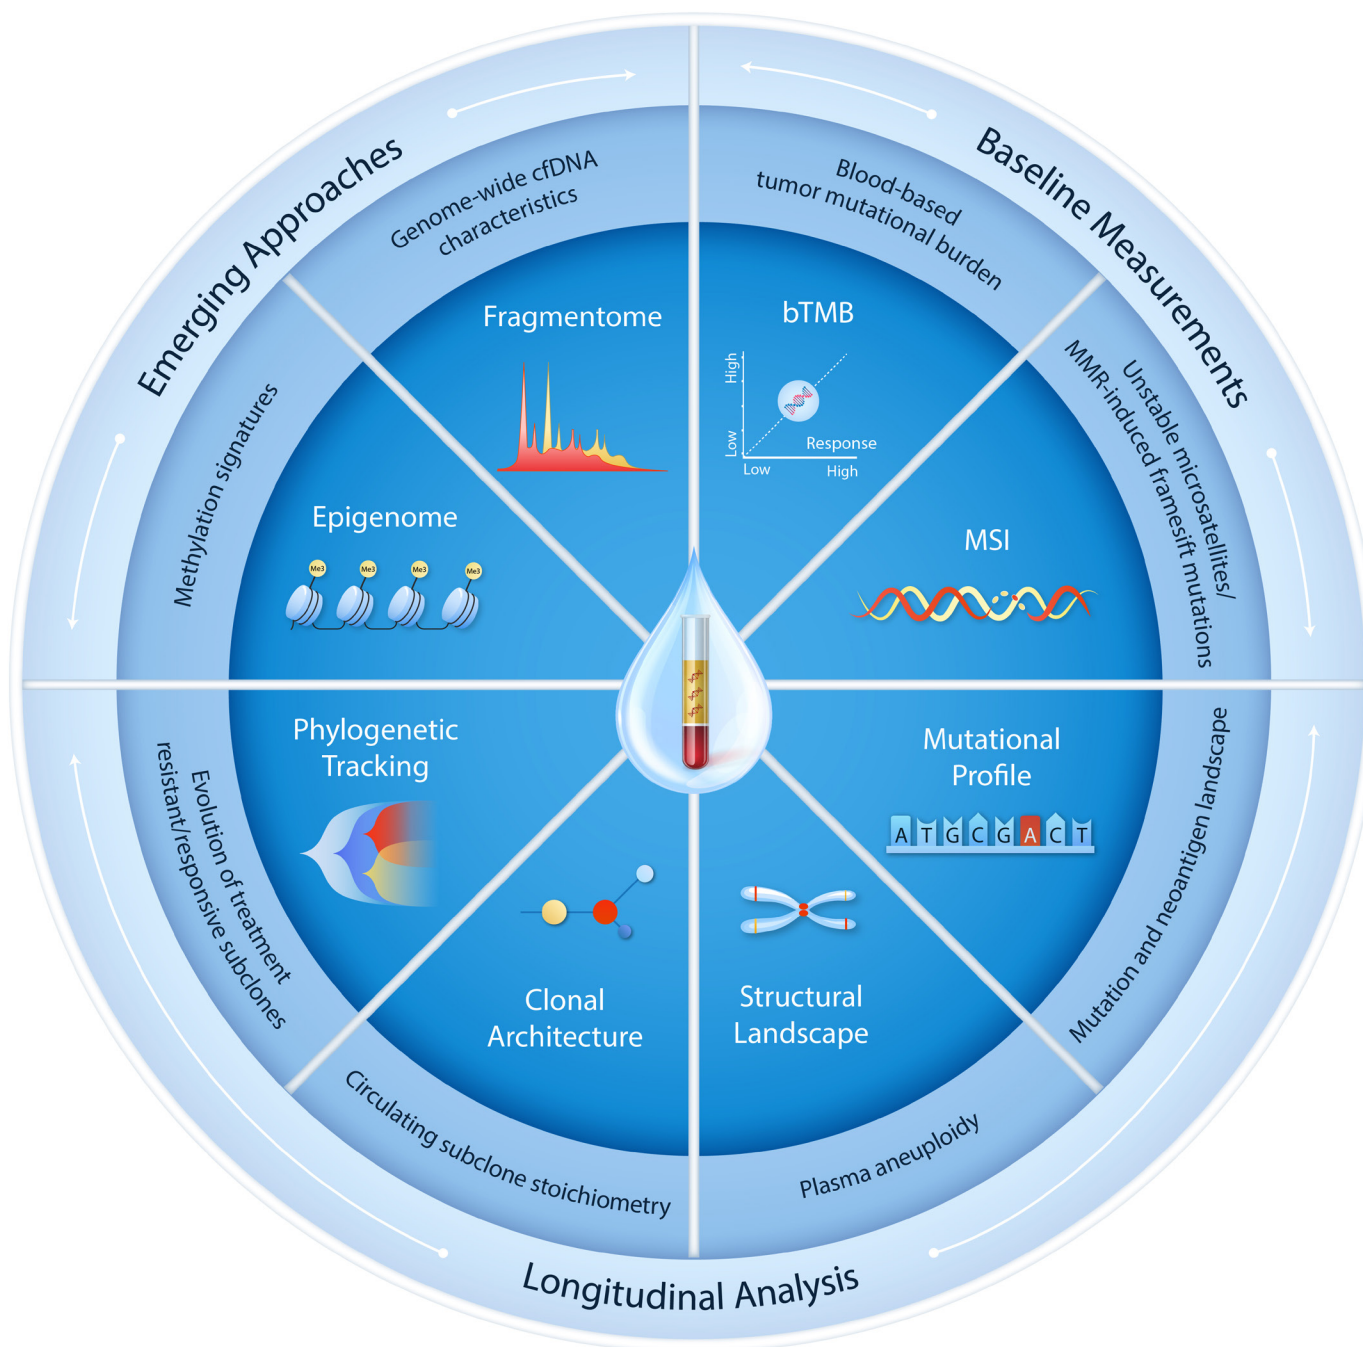 Emerging Approaches
Baseline Measurements
Longitudinal Analysis
Genome-wide cfDNA
characteristics
Fragmentome
Blood-based
tumor mutational burden
bTMB
High
Low
Response
Low
High
Unstable microsatellites/
MMR-induced framesift mutations
MSI
Mutation and neoantigen landscape
Mutational
Profile
A T G C G A C T
Plasma aneuploidy
Structural
Landscape
Circulating subclone stoichiometry
Clonal
Architecture
Evolution of treatment
resistant/responsive subclones
Phylogenetic
Tracking
Methylation signatures
Epigenome
Me3 Me3 Me3 Me3